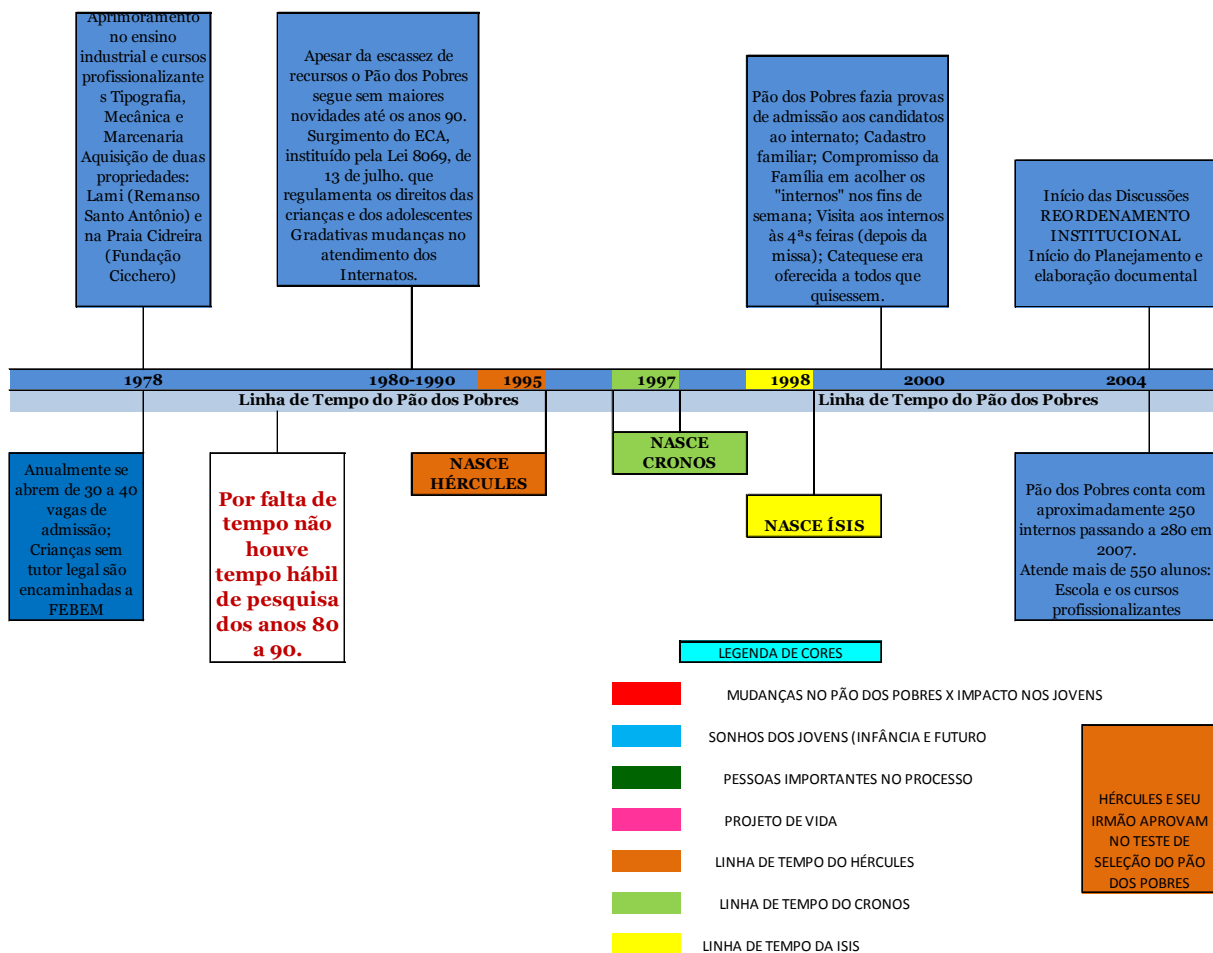 Aprimoramento
no ensino
industrial e cursos
profissionalizante
s Tipografia,
Mecânica e
Marcenaria
Aquisição de duas
propriedades:
Lami (Remanso
Santo Antônio) e
na Praia Cidreira
(Fundação
Cicchero)
Apesar da escassez de
recursos o Pão dos Pobres
segue sem maiores
novidades até os anos 90.
Surgimento do ECA,
instituído pela Lei 8069, de
13 de julho. que
regulamenta os direitos das
crianças e dos adolescentes
Gradativas mudanças no
atendimento dos
Internatos.
Pão dos Pobres fazia provas
de admissão aos candidatos
ao internato; Cadastro
familiar; Compromisso da
Família em acolher os
"internos" nos fins de
semana; Visita aos internos
às 4ªs feiras (depois da
missa); Catequese era
oferecida a todos que
quisessem.
Início das Discussões
REORDENAMENTO
INSTITUCIONAL
Início do Planejamento e
elaboração documental
1978 1980-1990 1995 1997 1998 2000 2004
Linha de Tempo do Pão dos Pobres Linha de Tempo do Pão dos Pobres
Anualmente se
abrem de 30 a 40
vagas de
admissão;
Crianças sem
tutor legal são
encaminhadas a
FEBEM
Por falta de
tempo não
houve
tempo hábil
de pesquisa
dos anos 80
a 90.
NASCE
HÉRCULES
NASCE
CRONOS
NASCE ÍSIS
Pão dos Pobres conta com
aproximadamente 250
internos passando a 280 em
2007.
Atende mais de 550 alunos:
Escola e os cursos
profissionalizantes
LEGENDA DE CORES
MUDANÇAS NO PÃO DOS POBRES X IMPACTO NOS JOVENS
SONHOS DOS JOVENS (INFÂNCIA E FUTURO
PESSOAS IMPORTANTES NO PROCESSO
PROJETO DE VIDA
LINHA DE TEMPO DO HÉRCULES
LINHA DE TEMPO DO CRONOS
LINHA DE TEMPO DA ISIS
HÉRCULES E SEU
IRMÃO APROVAM
NO TESTE DE
SELEÇÃO DO PÃO
DOS POBRES